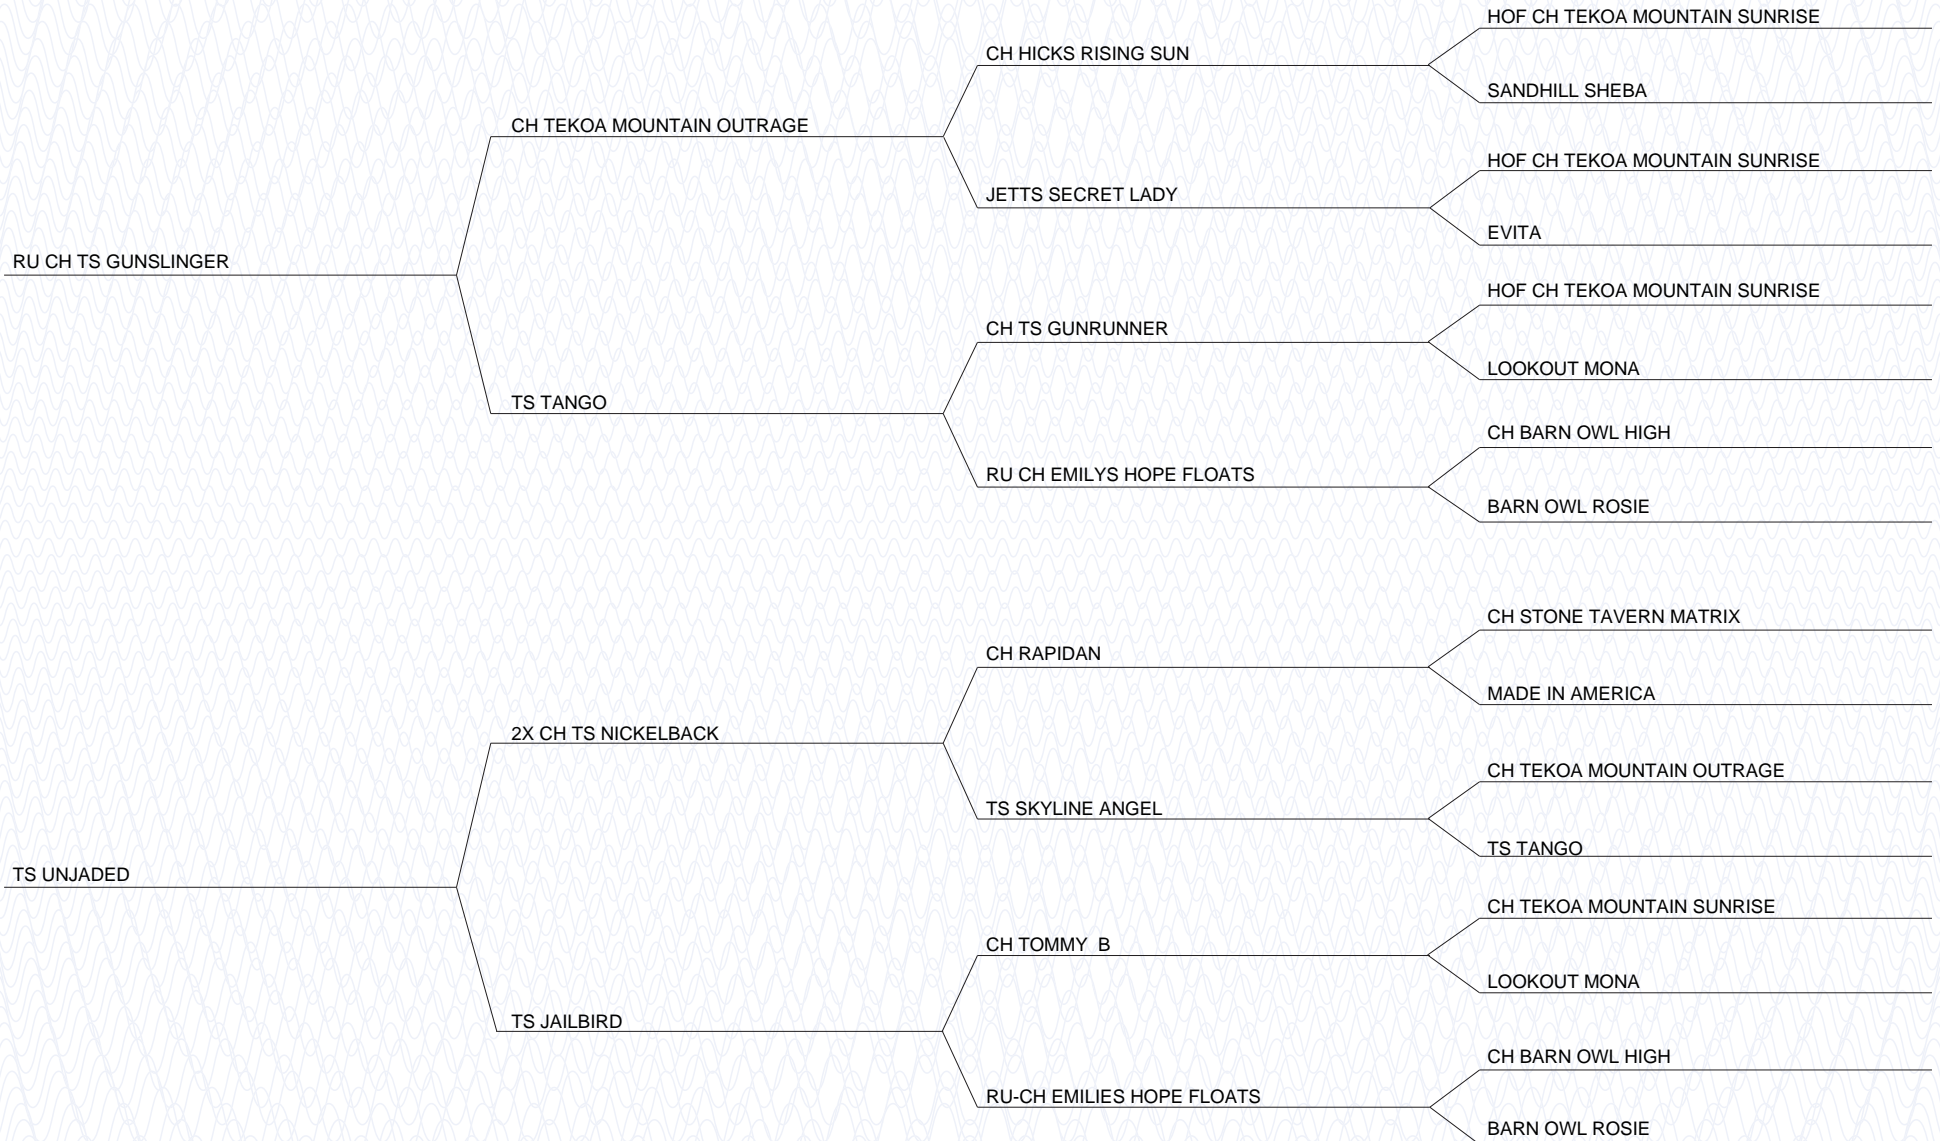 HOF CH TEKOA MOUNTAIN SUNRISE
CH HICKS RISING SUN
SANDHILL SHEBA
CH TEKOA MOUNTAIN OUTRAGE
HOF CH TEKOA MOUNTAIN SUNRISE
JETTS SECRET LADY
EVITA
RU CH TS GUNSLINGER
HOF CH TEKOA MOUNTAIN SUNRISE
CH TS GUNRUNNER
LOOKOUT MONA
TS TANGO
CH BARN OWL HIGH
RU CH EMILYS HOPE FLOATS
BARN OWL ROSIE
CH STONE TAVERN MATRIX
CH RAPIDAN
MADE IN AMERICA
2X CH TS NICKELBACK
CH TEKOA MOUNTAIN OUTRAGE
TS SKYLINE ANGEL
TS TANGO
TS UNJADED
CH TEKOA MOUNTAIN SUNRISE
CH TOMMY  B
LOOKOUT MONA
TS JAILBIRD
CH BARN OWL HIGH
RU-CH EMILIES HOPE FLOATS
BARN OWL ROSIE